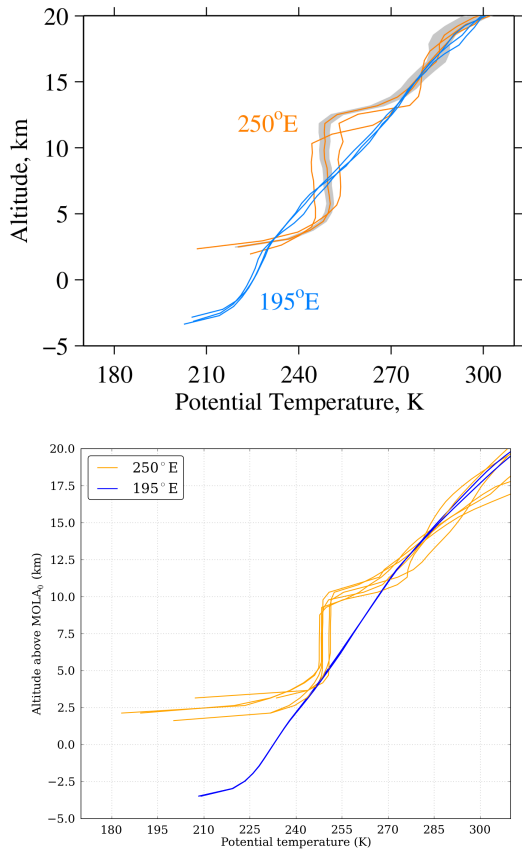 20
15
10
5
0
−5
Altitude, km
250°E
195°E
180 210 240 270 300
Potential Temperature, K
20.0
17.5
15.0
12.5
10.0
7.5
5.0
2.5
0.0
−2.5
−5.0
Altitude above MOLA₀ (km)
250°E
195°E
180 195 210 225 240 255 270 285 300
Potential temperature (K)